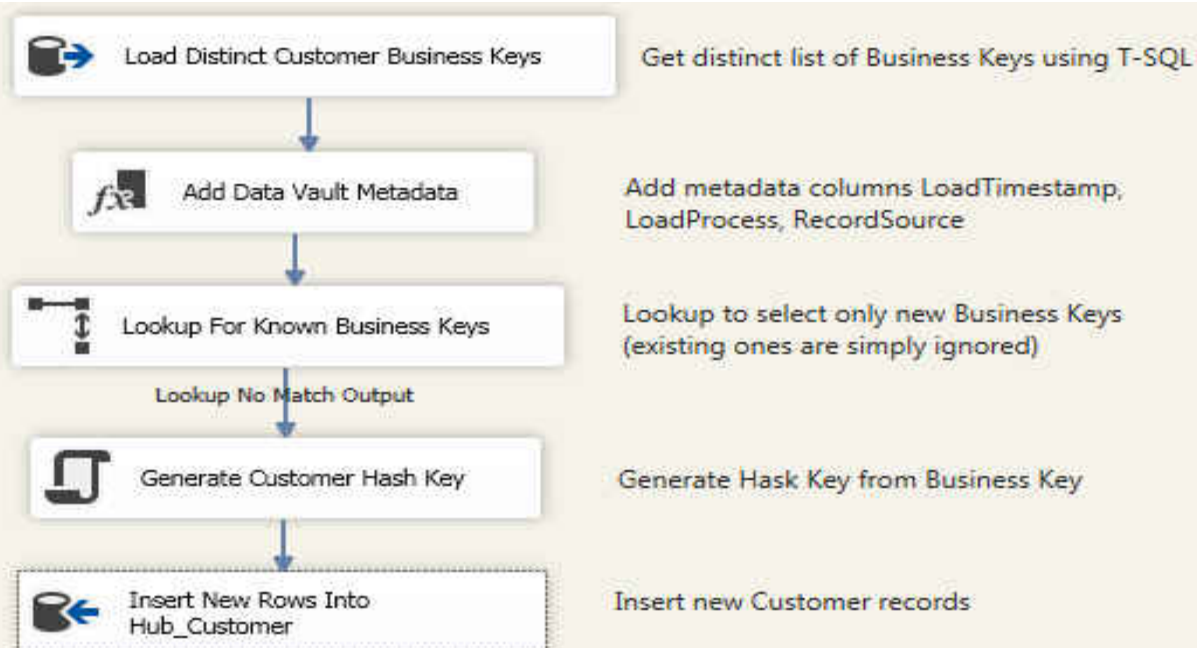 Load Distinct Customer Business Keys
Get distinct list of Business Keys using T-SQL
Add Data Vault Metadata
Add metadata columns LoadTimestamp,
LoadProcess, RecordSource
Lookup For Known Business Keys
Lookup to select only new Business Keys
(existing ones are simply ignored)
Lookup No Match Output
Generate Customer Hash Key
Generate Hask Key from Business Key
Insert New Rows Into
Hub_Customer
Insert new Customer records